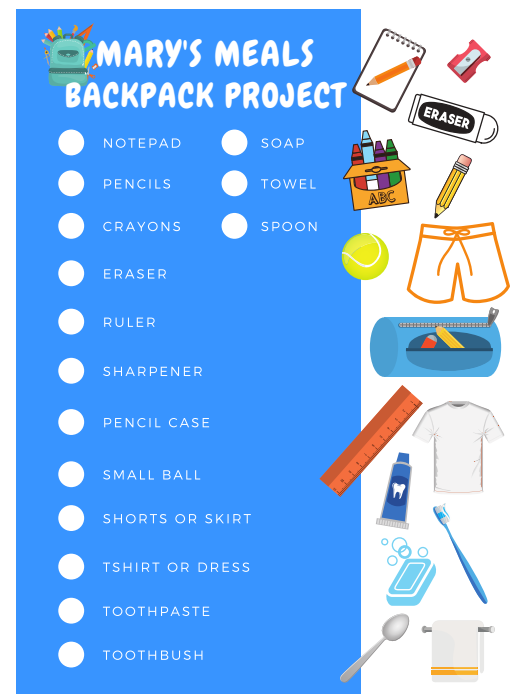 MARY'S MEALS
BACKPACK PROJECT
NOTEPAD
PENCILS
CRAYONS
ERASER
RULER
SHARPENER
PENCIL CASE
SMALL BALL
SHORTS OR SKIRT
TSHIRT OR DRESS
TOOTHPASTE
TOOTHBUSH
SOAP
TOWEL
SPOON
ERASER
ABC